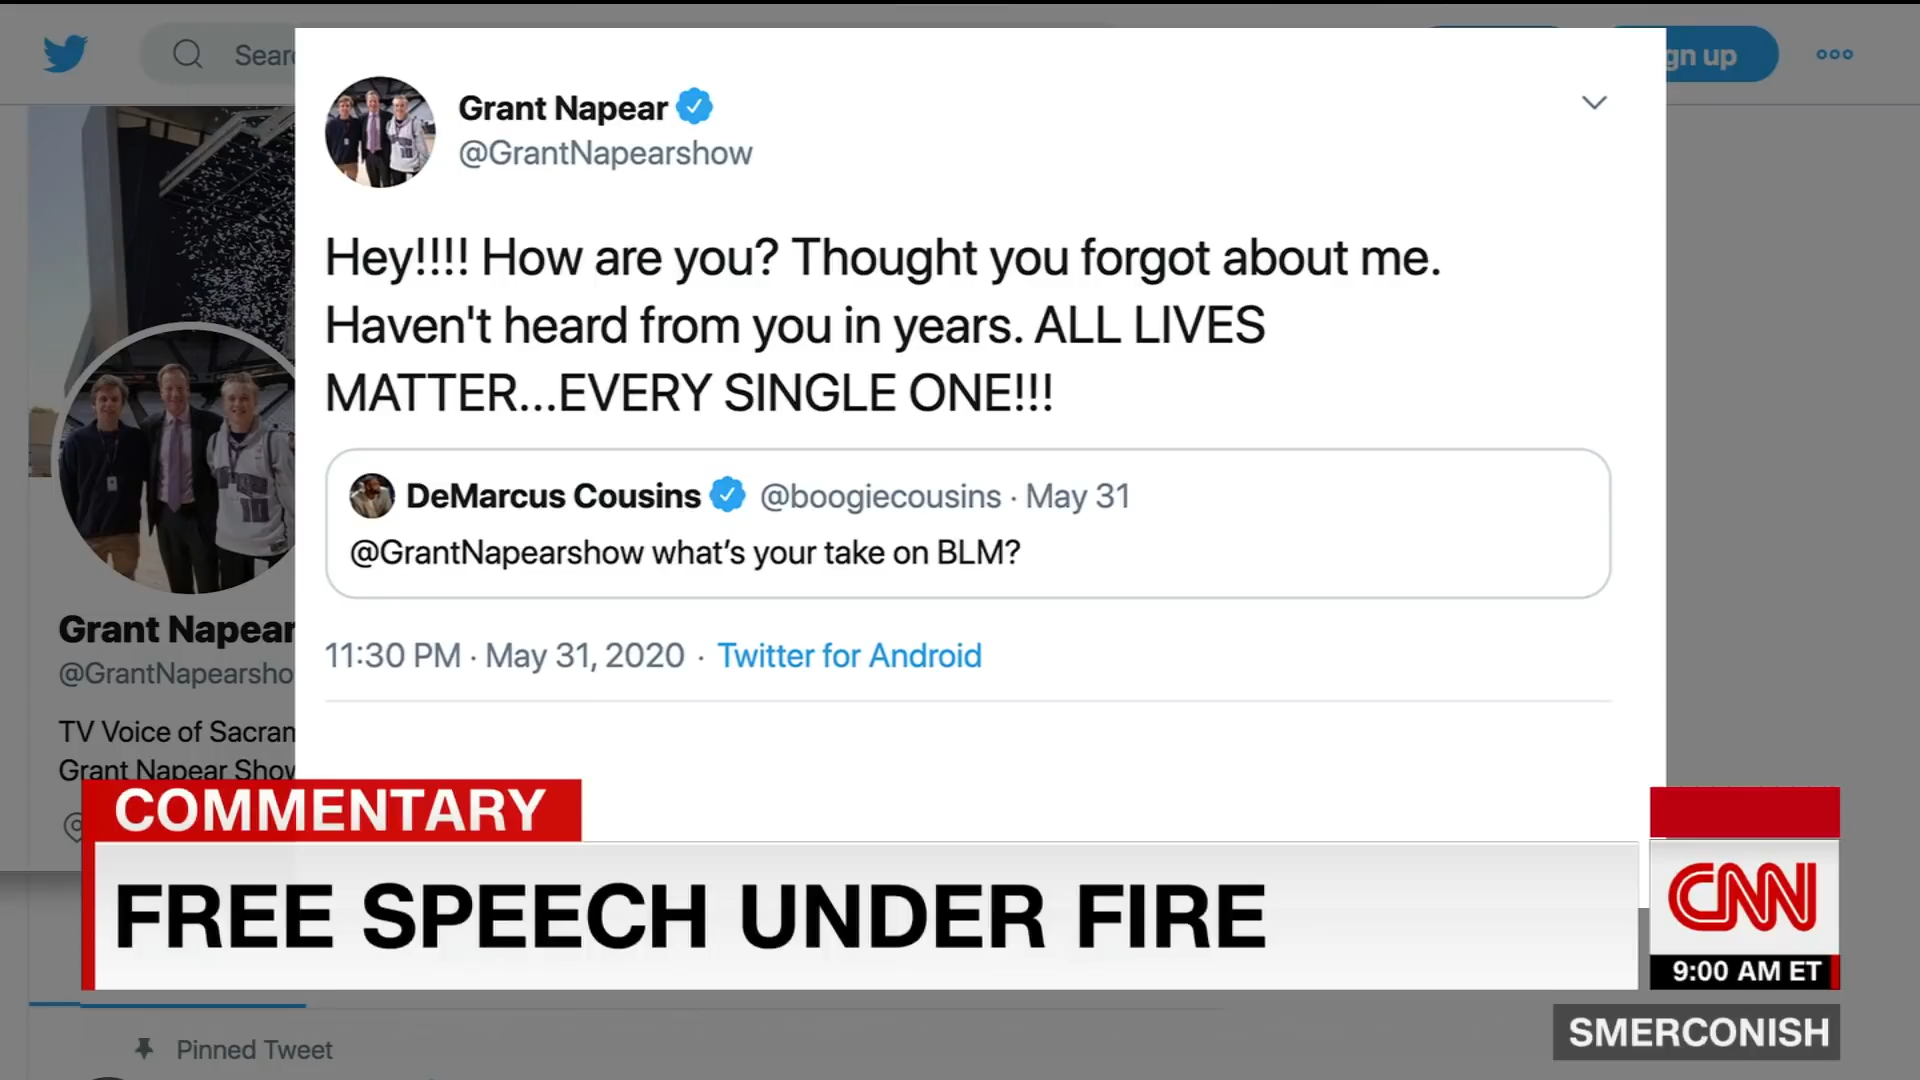 Sear
gn up
Grant Napear
@GrantNapearshow
Hey!!!! How are you? Thought you forgot about me.
Haven't heard from you in years. ALL LIVES
MATTER...EVERY SINGLE ONE!!!
DeMarcus Cousins @boogiecousins · May 31
@GrantNapearshow what's your take on BLM?
11:30 PM · May 31, 2020 · Twitter for Android
Grant Napear
@GrantNapearsho
TV Voice of Sacram
Grant Napear Show
COMMENTARY
FREE SPEECH UNDER FIRE
CNN
9:00 AM ET
SMERCONISH
Pinned Tweet